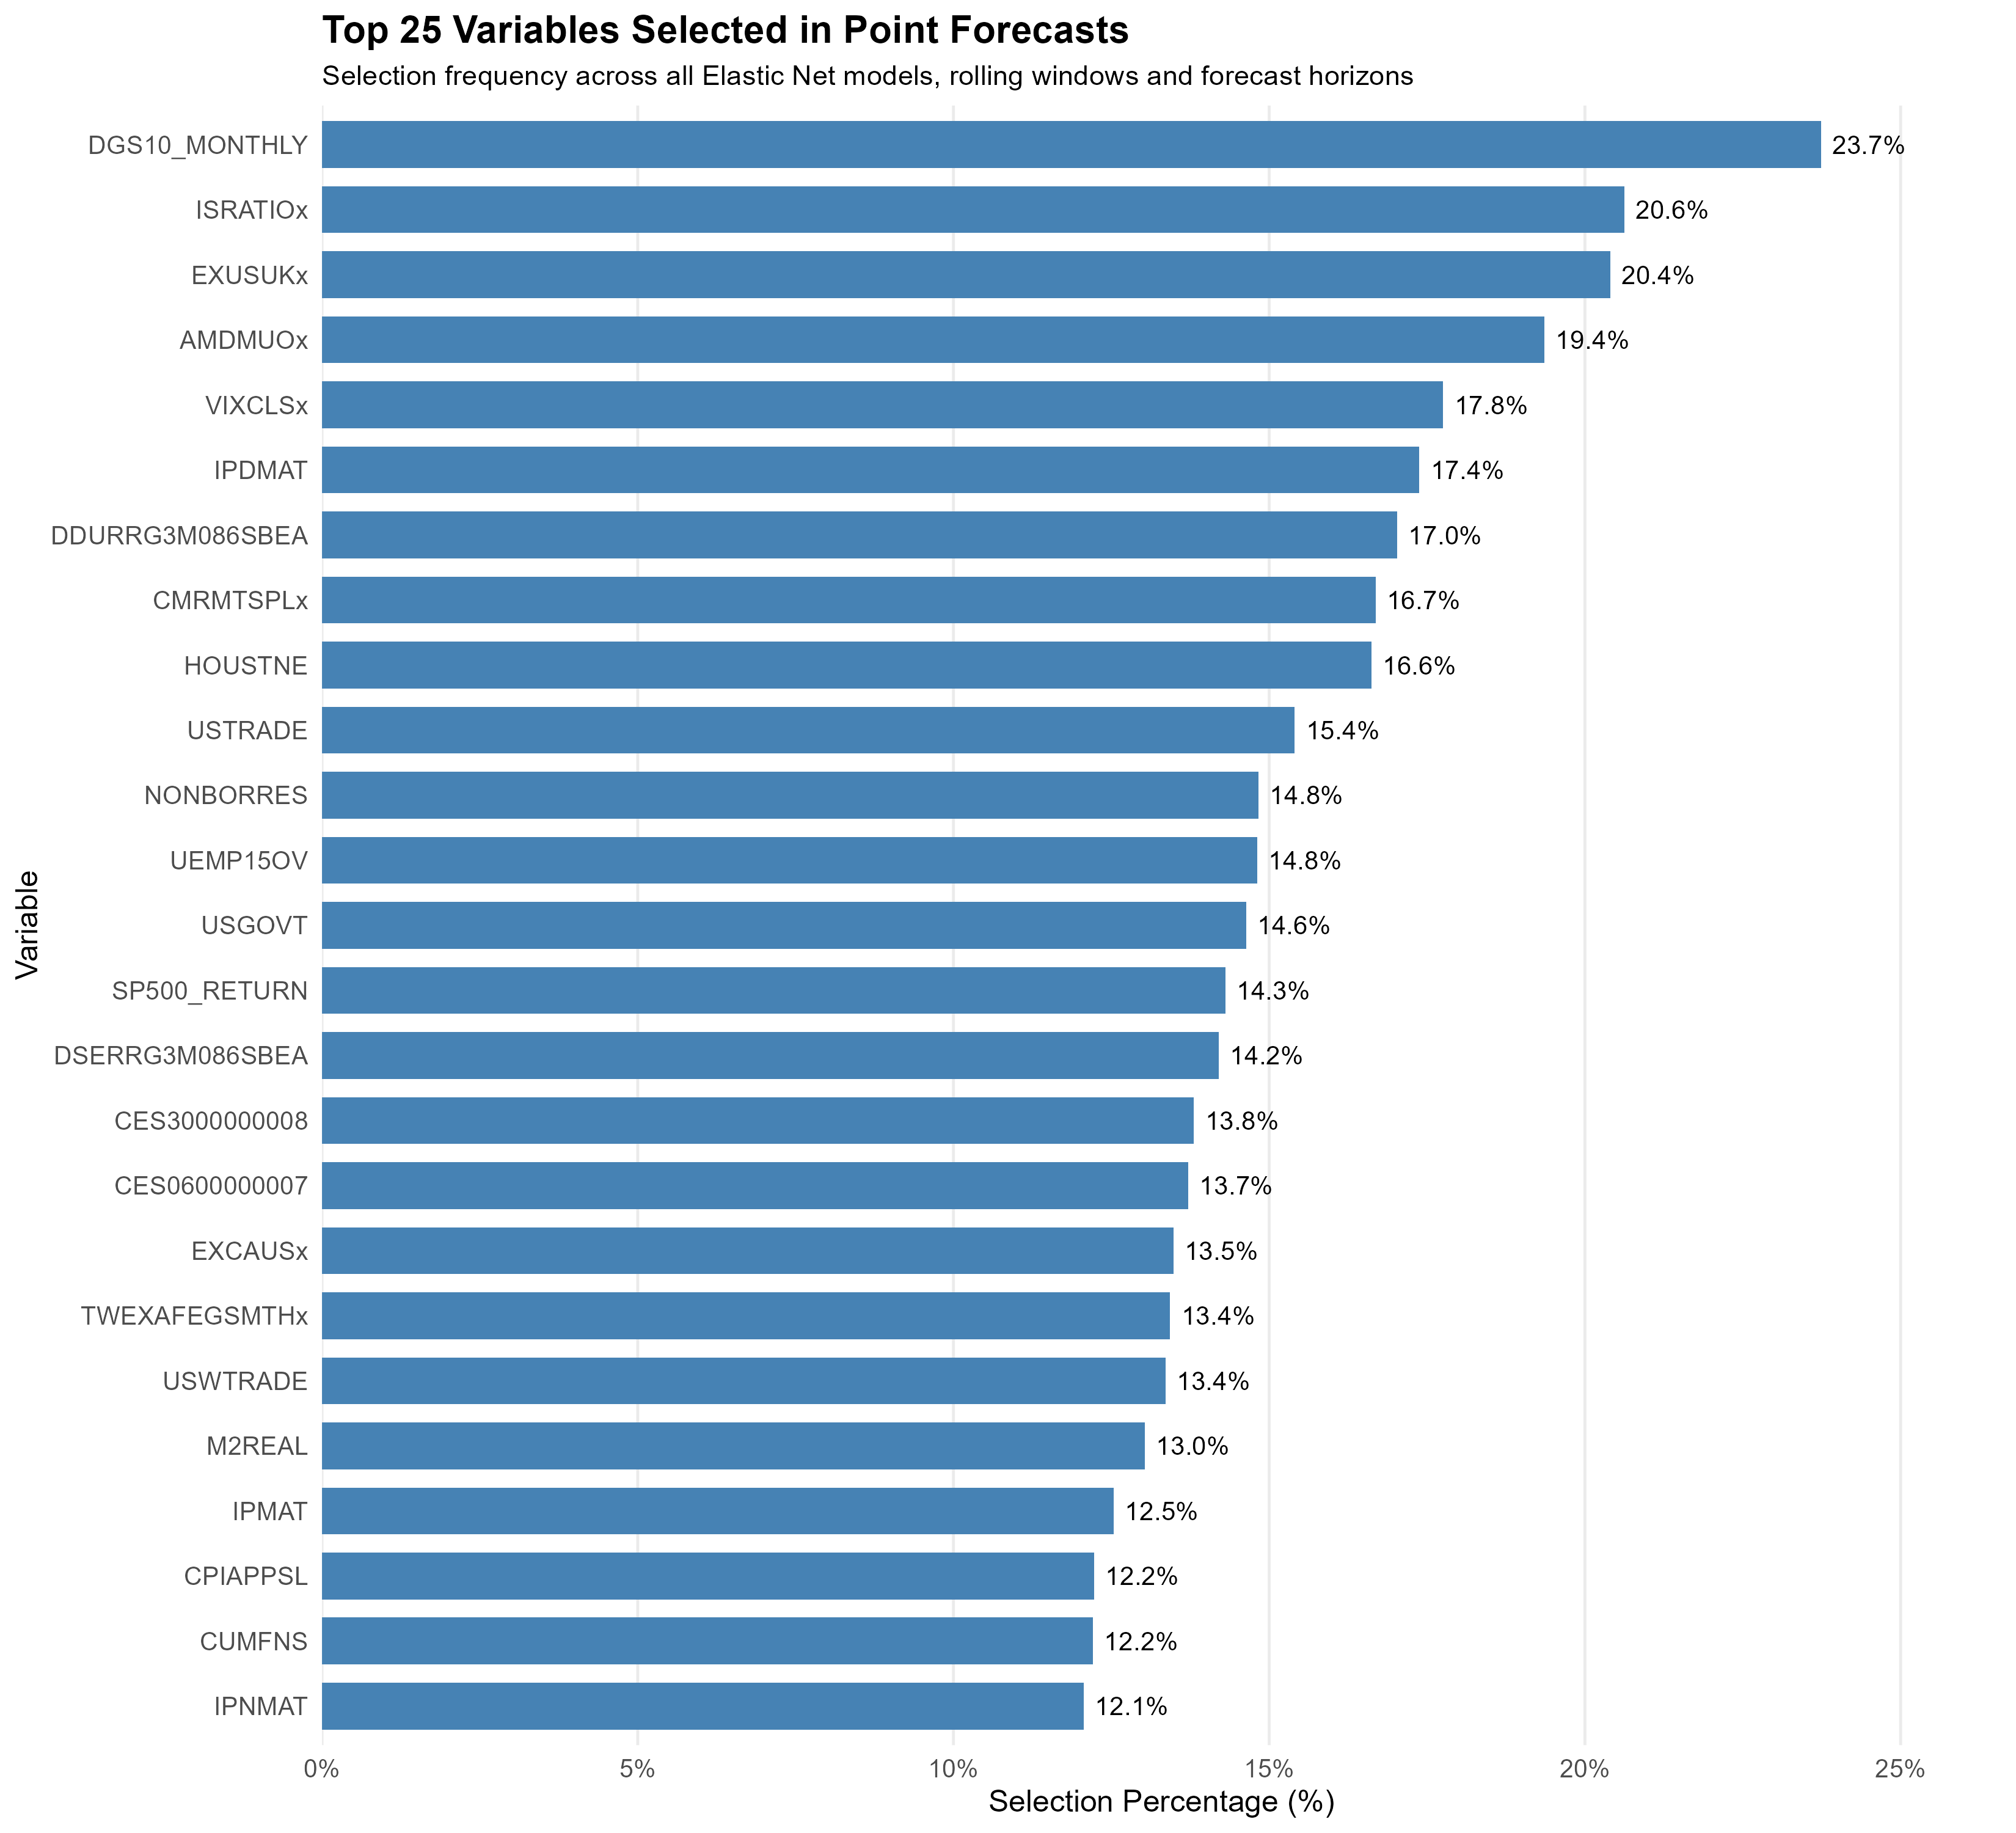 Top 25 Variables Selected in Point Forecasts
Selection frequency across all Elastic Net models, rolling windows and forecast horizons
Variable
DGS10_MONTHLY 23.7%
ISRATIOx 20.6%
EXUSUKx 20.4%
AMDMUOx 19.4%
VIXCLSx 17.8%
IPDMAT 17.4%
DDURRG3M086SBEA 17.0%
CMRMTSPLx 16.7%
HOUSTNE 16.6%
USTRADE 15.4%
NONBORRES 14.8%
UEMP15OV 14.8%
USGOVT 14.6%
SP500_RETURN 14.3%
DSERRG3M086SBEA 14.2%
CES3000000008 13.8%
CES0600000007 13.7%
EXCAUSx 13.5%
TWEXAFEGSMTHx 13.4%
USWTRADE 13.4%
M2REAL 13.0%
IPMAT 12.5%
CPIAPPSL 12.2%
CUMFNS 12.2%
IPNMAT 12.1%
0% 5% 10% 15% 20% 25%
Selection Percentage (%)